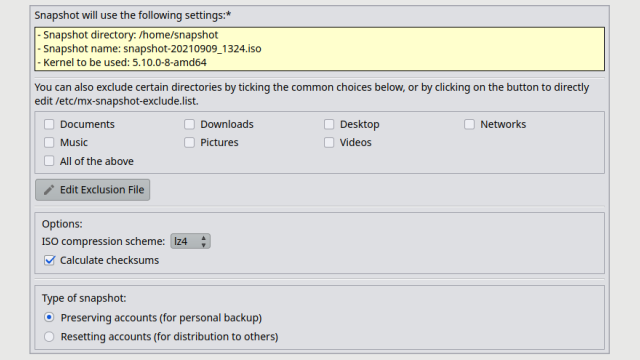 Snapshot will use the following settings:*
- Snapshot directory: /home/snapshot
- Snapshot name: snapshot-20210909_1324.iso
- Kernel to be used: 5.10.0-8-amd64
You can also exclude certain directories by ticking the common choices below, or by clicking on the button to directly
edit /etc/mx-snapshot-exclude.list.
Documents Downloads Desktop Networks
Music Pictures Videos
All of the above
Edit Exclusion File
Options:
ISO compression scheme: lz4
Calculate checksums
Type of snapshot:
Preserving accounts (for personal backup)
Resetting accounts (for distribution to others)